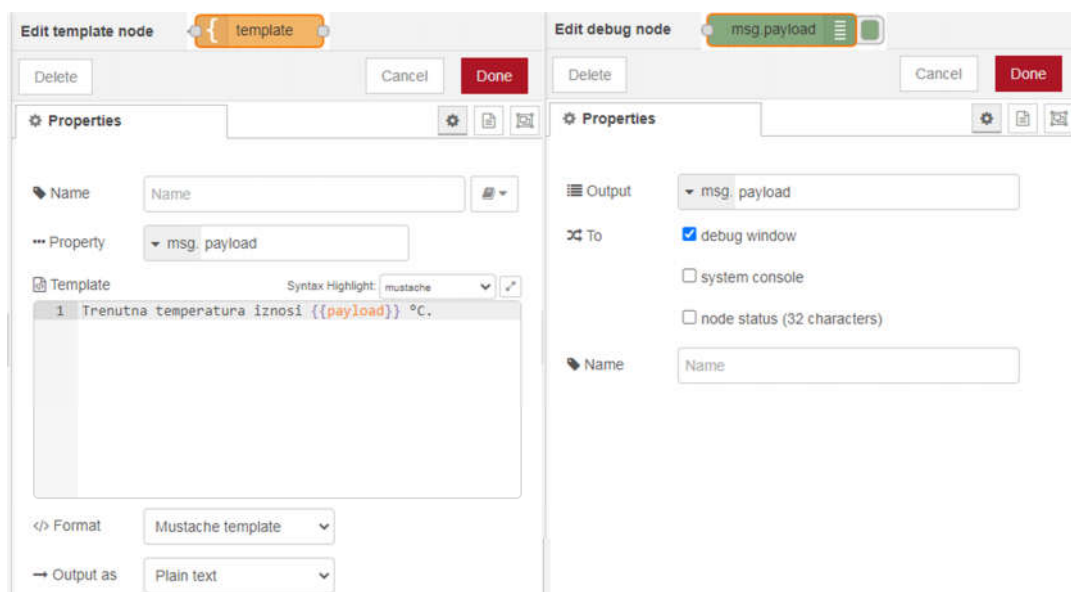 Edit template node
template
Delete
Cancel
Done
Properties
Name
Name
Property
msg. payload
Template
Syntax Highlight: mustache
1 Trenutna temperatura iznosi {{payload}} °C.
</> Format
Mustache template
Output as
Plain text
Edit debug node
msg.payload
Delete
Cancel
Done
Properties
Output
msg. payload
To
debug window
system console
node status (32 characters)
Name
Name